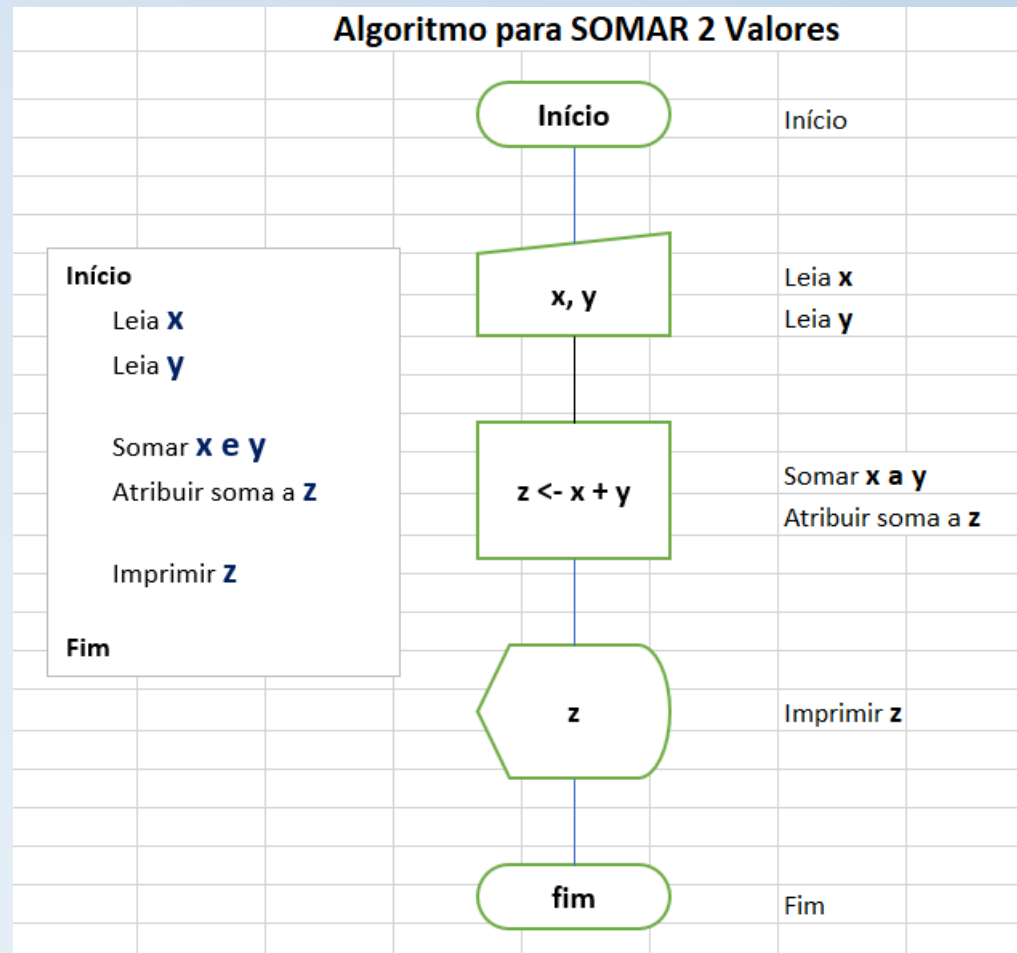 Algoritmo para SOMAR 2 Valores
Início
Leia x
Leia y
Somar x e y
Atribuir soma a z
Imprimir z
Fim
Início
x, y
z <- x + y
z
fim
Início
Leia x
Leia y
Somar x a y
Atribuir soma a z
Imprimir z
Fim